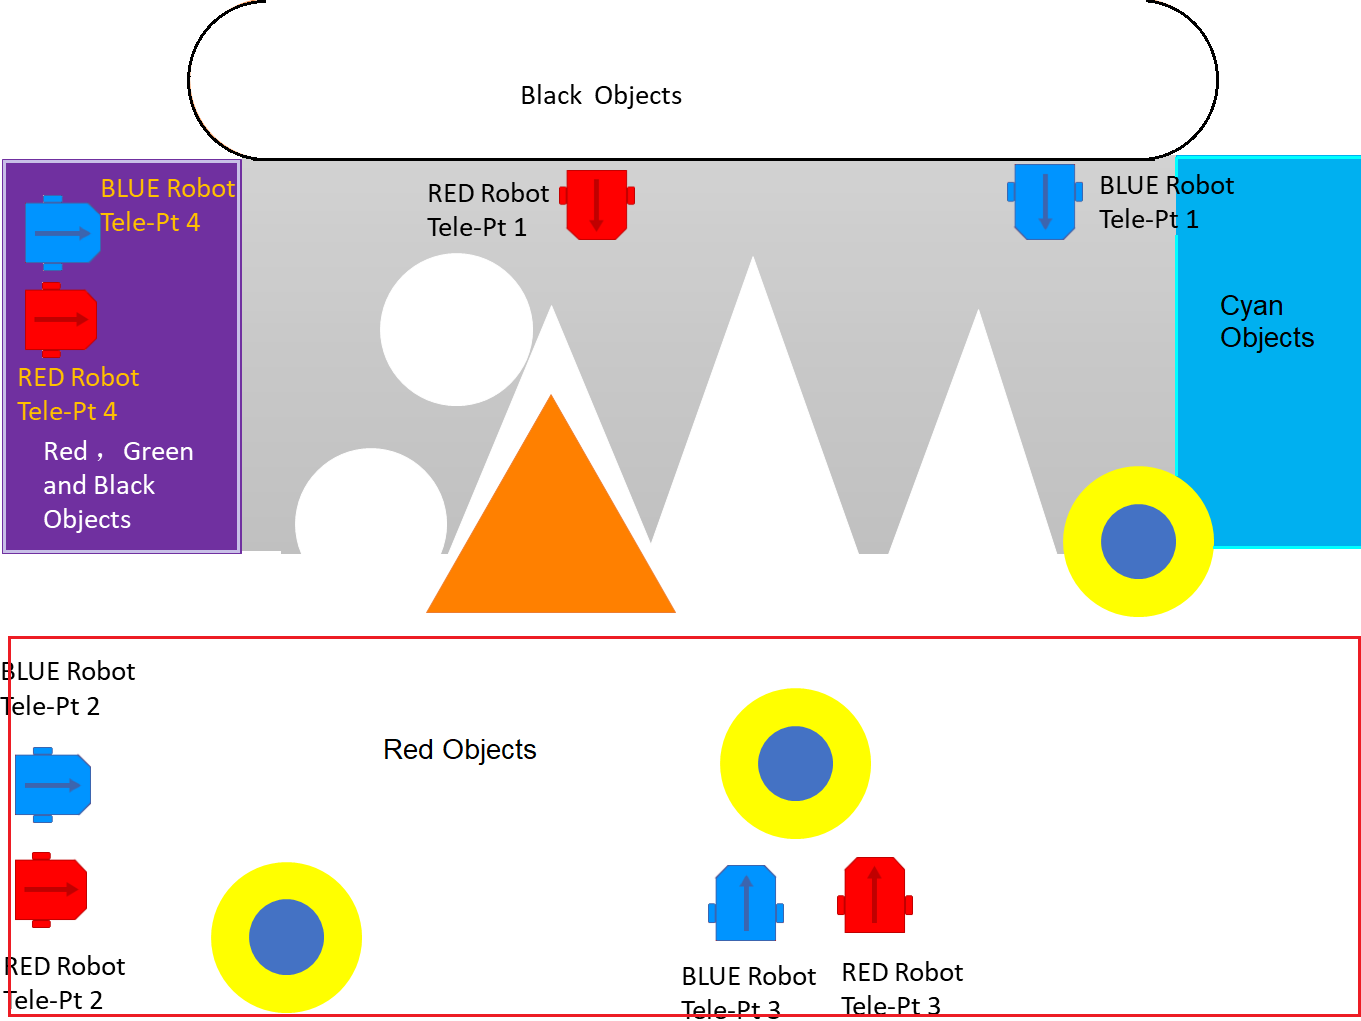 Black  Objects
BLUE Robot
Tele-Pt 4
RED Robot
Tele-Pt 1
BLUE Robot
Tele-Pt 1
Cyan
Objects
RED Robot
Tele-Pt 4
Red ,  Green
and Black
Objects
BLUE Robot
Tele-Pt 2
Red Objects
RED Robot
Tele-Pt 2
BLUE Robot
Tele-Pt 3
RED Robot
Tele-Pt 3